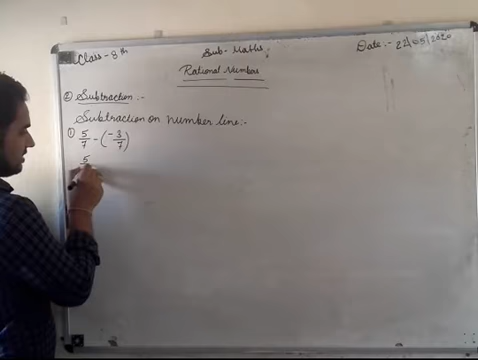 Class-8th
Sub- Maths:
Date:- 22/05/2020
Rational Numbers
② Subtraction :-
Subtraction on number line:-
① 5/7 - (-3/7)
5